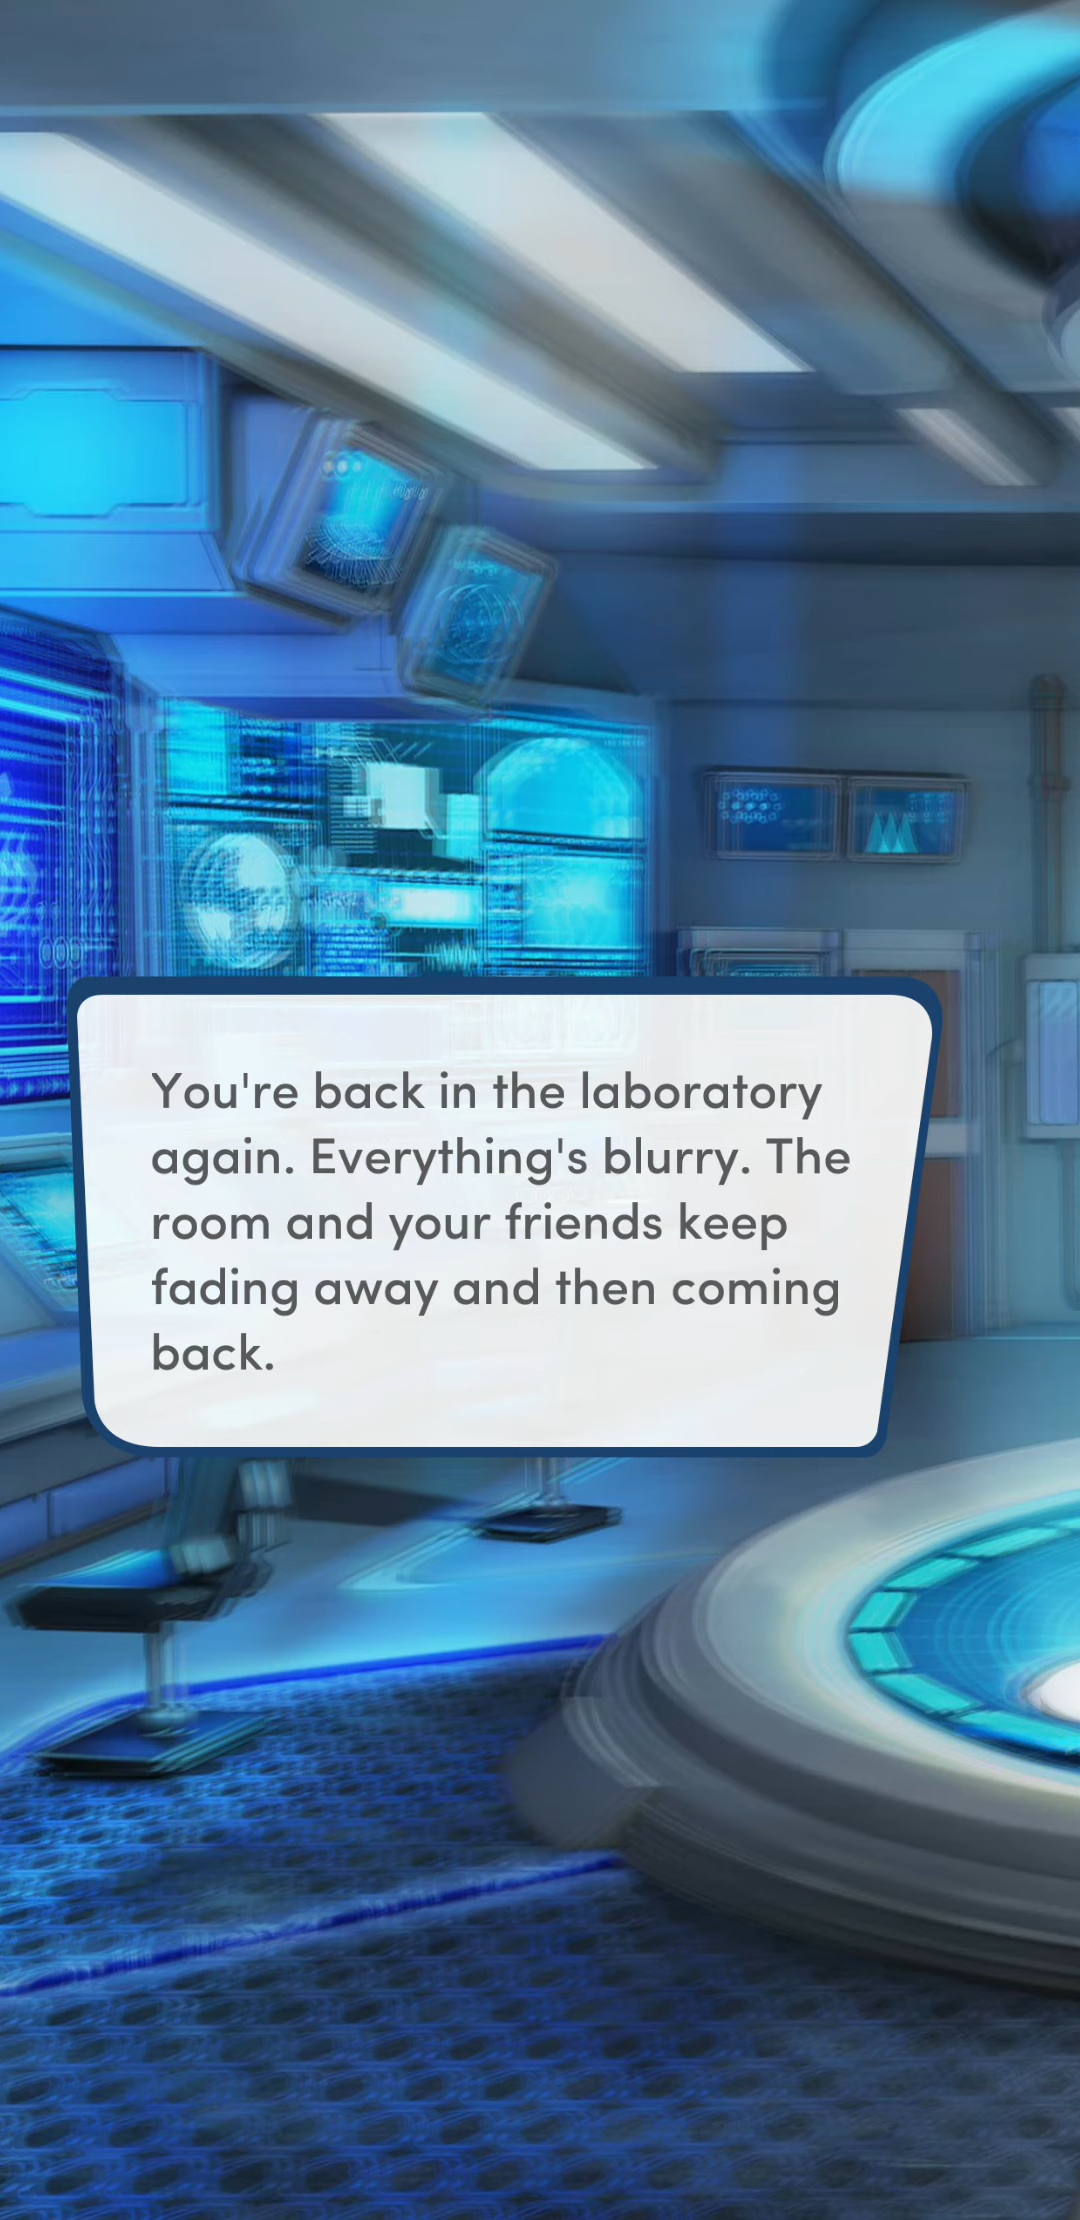 You're back in the laboratory
again. Everything's blurry. The
room and your friends keep
fading away and then coming
back.